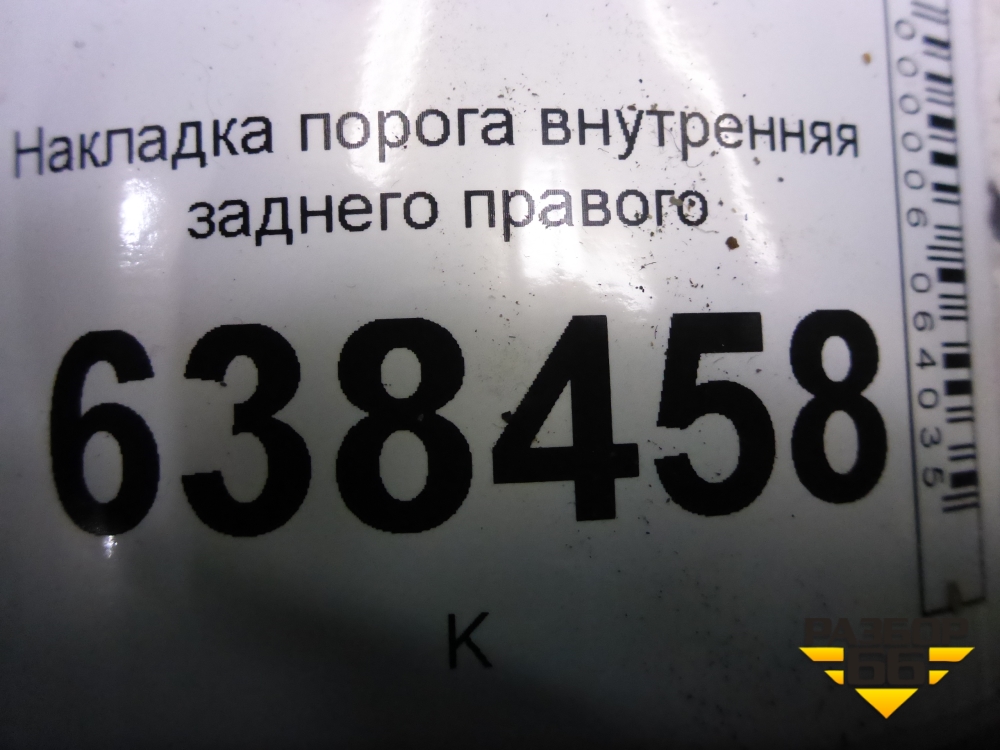 Накладка порога внутренняя
заднего правого
638458
К
000006064035
РАЗБОР
66